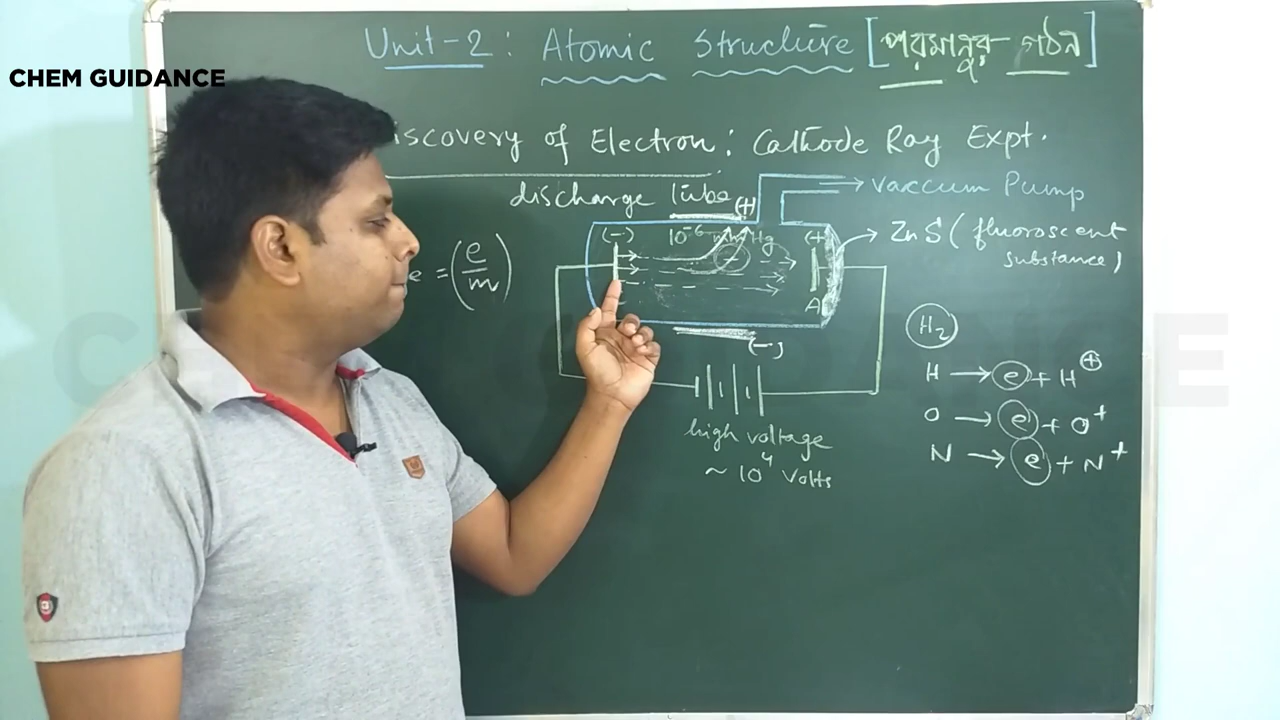 CHEM GUIDANCE
Unit-2 : Atomic Structure [পরমাণুর গঠন]
iscovery of Electron : Cathode Ray Expt.
discharge tube
(+)
→ vaccum Pump
(-)
10⁻⁶ mm Hg
(+)
→ ZnS (fluoroscent
substance)
e = (e/m)
A
(-)
H₂
H → e + H⊕
O → e + O⁺
N → e + N⁺
high voltage
~ 10⁴ Volts